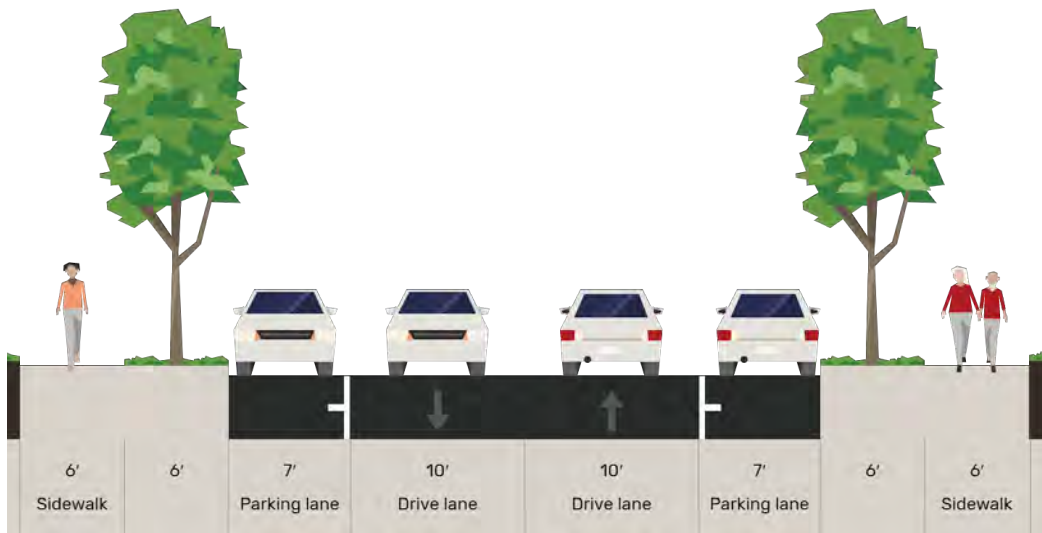 6′ 6′ 7′ 10′ 10′ 7′ 6′ 6′
Sidewalk Parking lane Drive lane Drive lane Parking lane Sidewalk